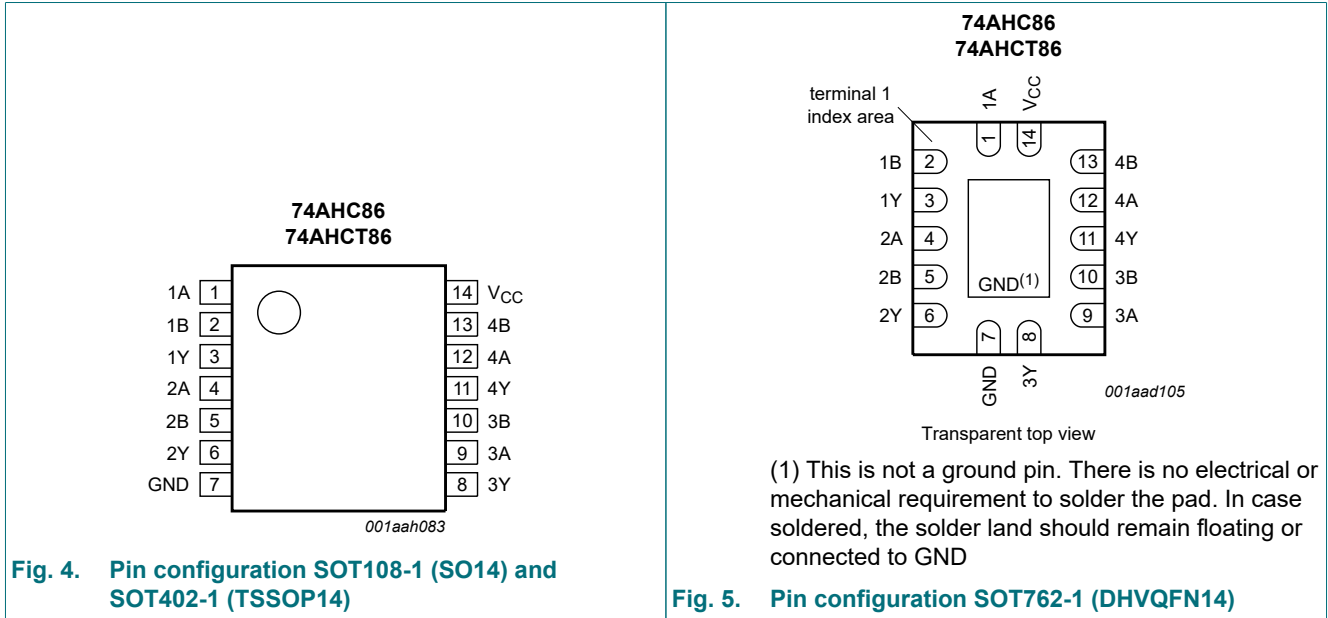 74AHC86
74AHCT86
1A 1
1B 2
1Y 3
2A 4
2B 5
2Y 6
GND 7
14 VCC
13 4B
12 4A
11 4Y
10 3B
9 3A
8 3Y
001aah083
Fig. 4. Pin configuration SOT108-1 (SO14) and
SOT402-1 (TSSOP14)
74AHC86
74AHCT86
terminal 1
index area
1A
VCC
1
14
1B 2
1Y 3
2A 4
2B 5
2Y 6
13 4B
12 4A
11 4Y
10 3B
9 3A
GND(1)
7
8
GND
3Y
001aad105
Transparent top view
(1) This is not a ground pin. There is no electrical or
mechanical requirement to solder the pad. In case
soldered, the solder land should remain floating or
connected to GND
Fig. 5. Pin configuration SOT762-1 (DHVQFN14)